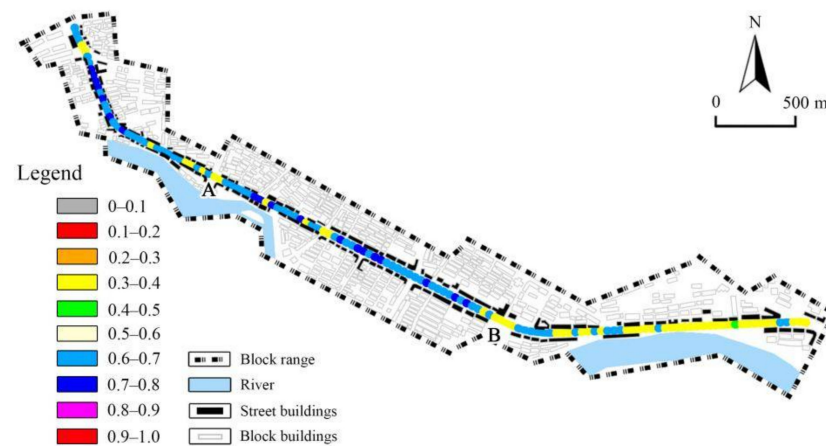 N
0 500 m
A
Legend
0–0.1
0.1–0.2
0.2–0.3
0.3–0.4
0.4–0.5
0.5–0.6
0.6–0.7
0.7–0.8
0.8–0.9
0.9–1.0
B
Block range
River
Street buildings
Block buildings